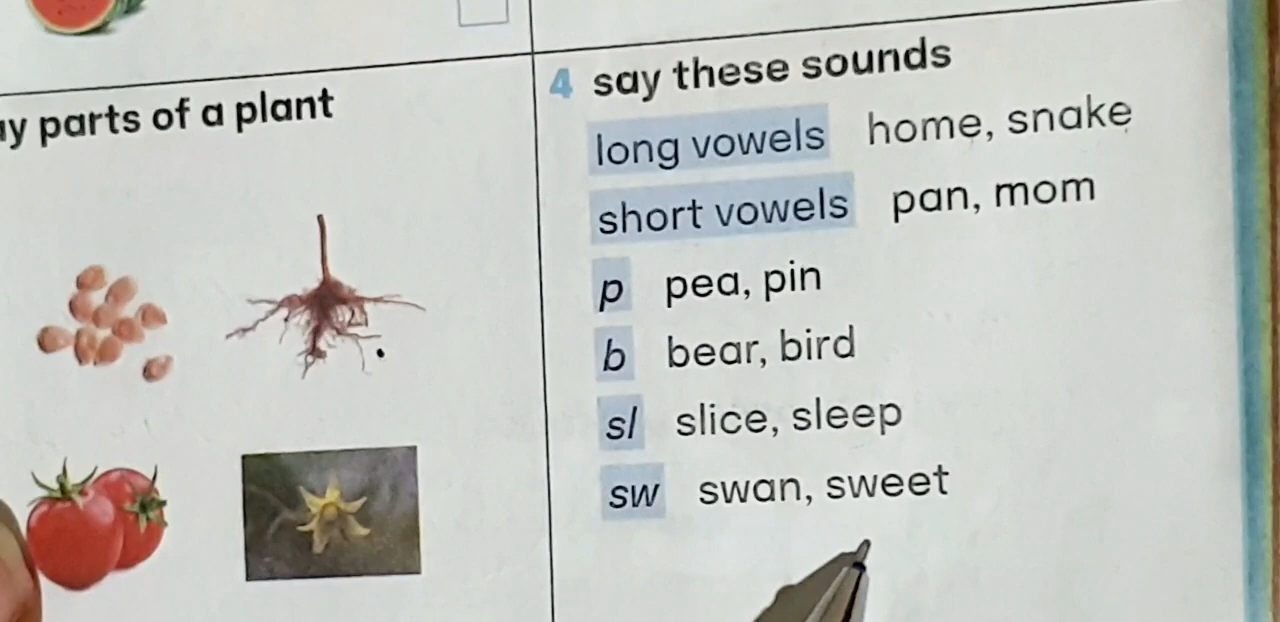 parts of a plant
4 say these sounds
long vowels home, snake
short vowels pan, mom
p pea, pin
b bear, bird
sl slice, sleep
sw swan, sweet